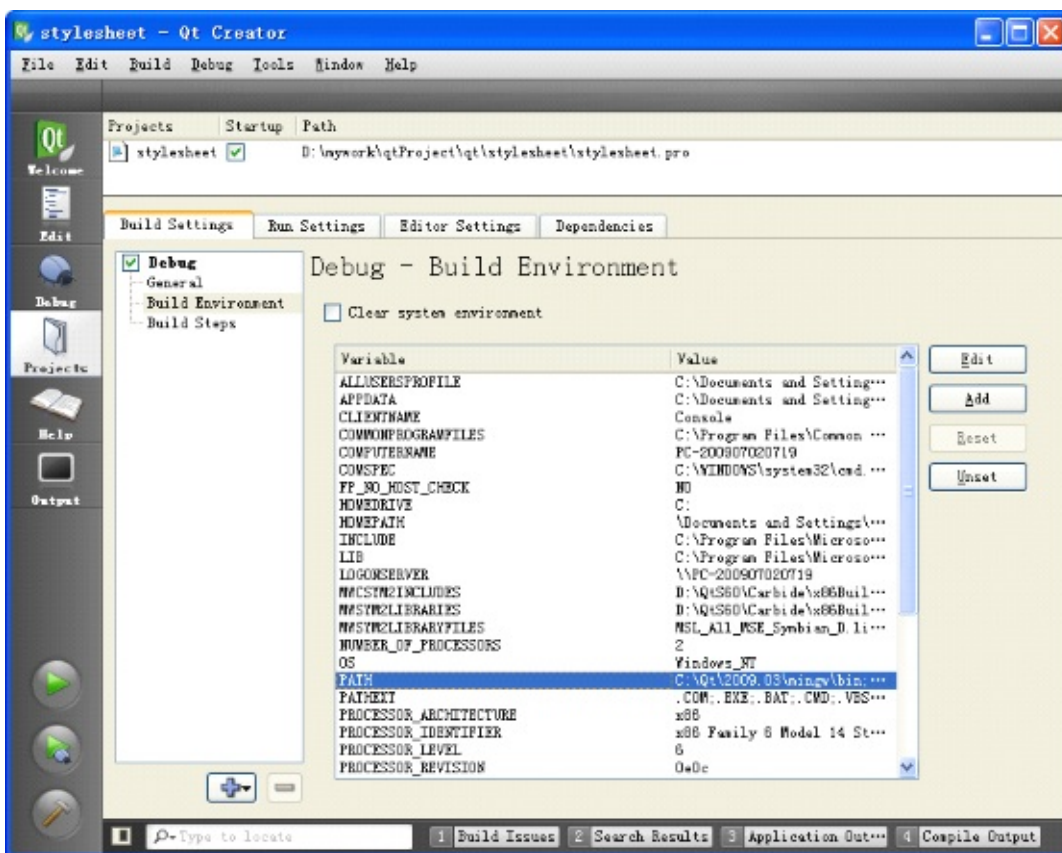 stylesheet - Qt Creator
File Edit Build Debug Tools Window Help
Projects Startup Path
stylesheet D:\mywork\qtProject\qt\stylesheet\stylesheet.pro
Qt
Welcome
Edit
Debug
Projects
Help
Output
Build Settings Run Settings Editor Settings Dependencies
Debug
General
Build Environment
Build Steps
Debug - Build Environment
Clear system environment
Variable Value
ALLUSERSPROFILE C:\Documents and Setting...
APPDATA C:\Documents and Setting...
CLIENTNAME Console
COMMONPROGRAMFILES C:\Program Files\Common ...
COMPUTERNAME PC-200907020719
COMSPEC C:\WINDOWS\system32\cmd. ...
FP_NO_HOST_CHECK NO
HOMEDRIVE C:
HOMEPATH \Documents and Settings\...
INCLUDE C:\Program Files\Microso...
LIB C:\Program Files\Microso...
LOGONSERVER \\PC-200907020719
MWCSYM2INCLUDES D:\QtS60\Carbide\x86Buil...
MWSYM2LIBRARIES D:\QtS60\Carbide\x86Buil...
MWSYM2LIBRARYFILES MSL_All_MSE_Symbian_D.li...
NUMBER_OF_PROCESSORS 2
OS Windows_NT
PATH C:\Qt\2009.03\mingw\bin;...
PATHEXT .COM;.EXE;.BAT;.CMD;.VBS...
PROCESSOR_ARCHITECTURE x86
PROCESSOR_IDENTIFIER x86 Family 6 Model 14 St...
PROCESSOR_LEVEL 6
PROCESSOR_REVISION 0e0c
Edit
Add
Reset
Unset
Type to locate
1 Build Issues 2 Search Results 3 Application Out... 4 Compile Output